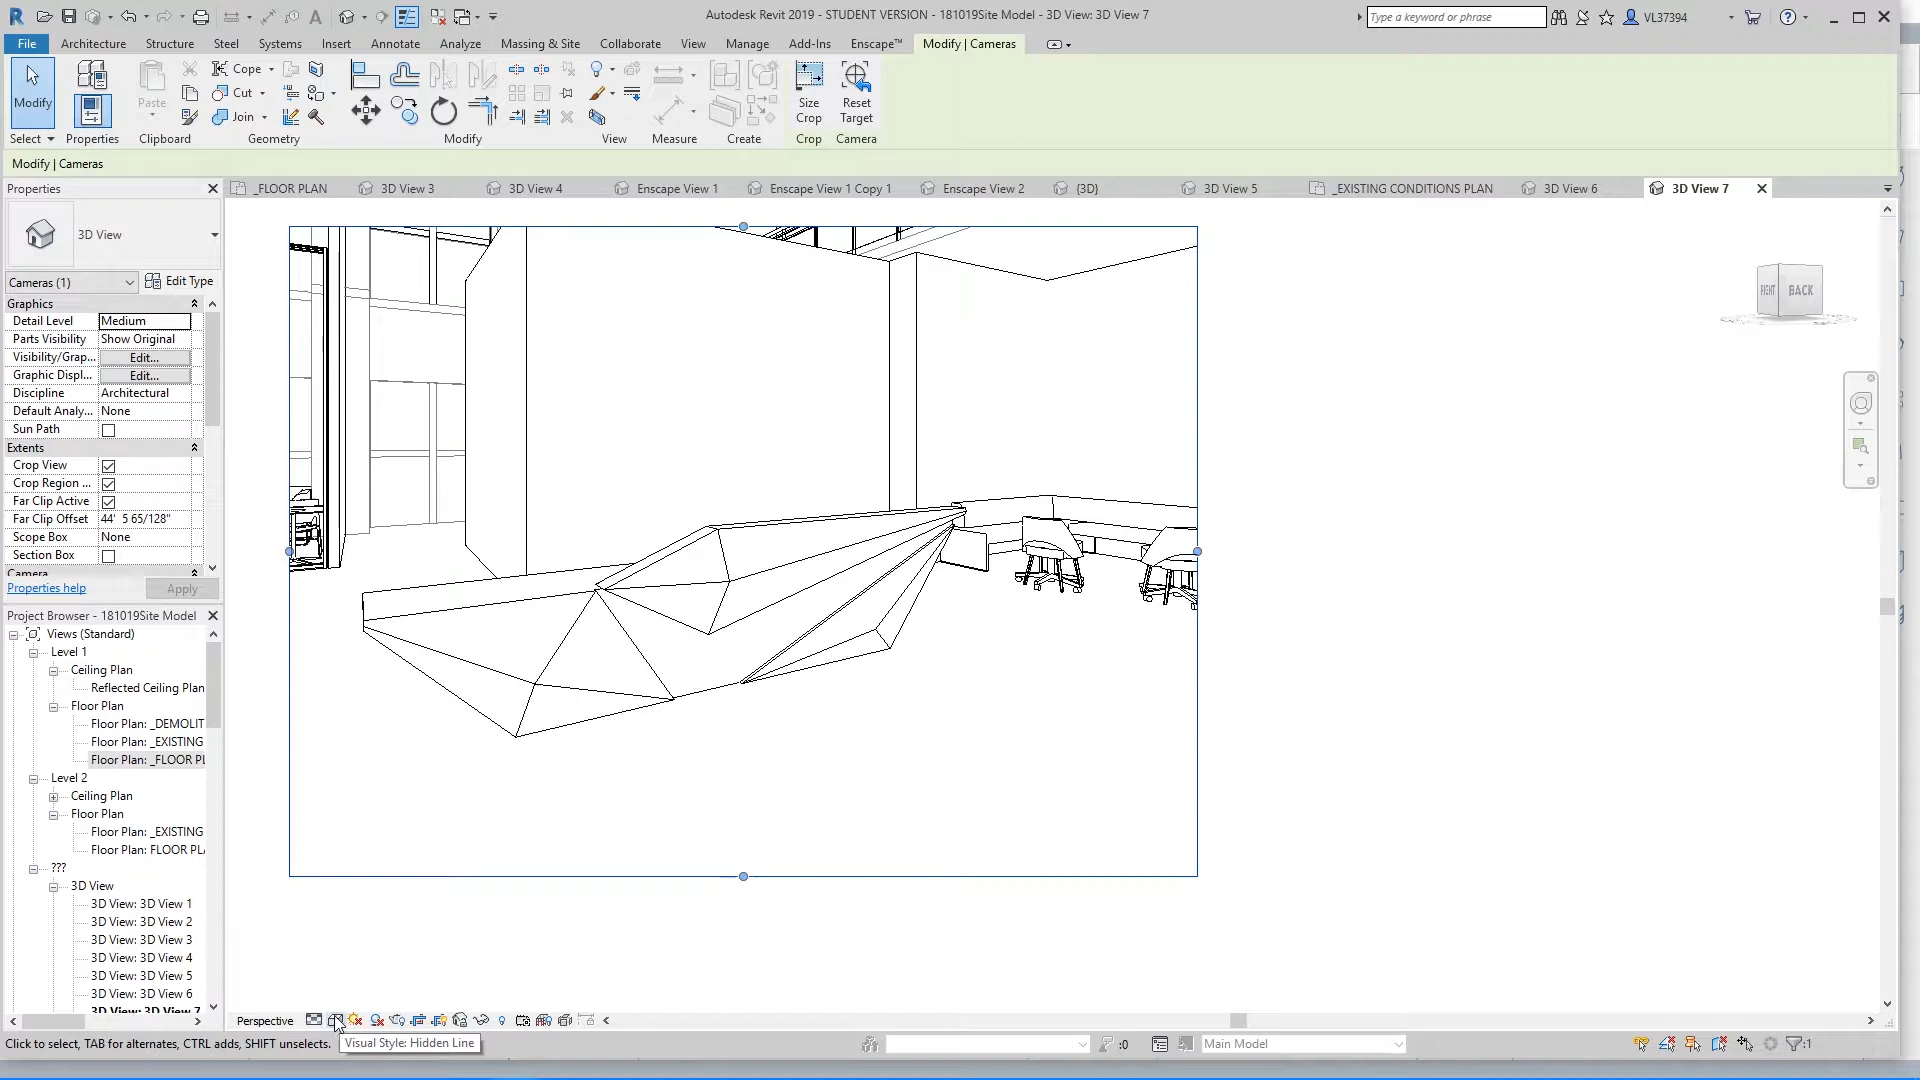 Autodesk Revit 2019 - STUDENT VERSION - 181019Site Model - 3D View: 3D View 7
Type a keyword or phrase
VL37394
File Architecture Structure Steel Systems Insert Annotate Analyze Massing & Site Collaborate View Manage Add-Ins Enscape™ Modify | Cameras
Modify
Paste
Cope
Cut
Join
Size Crop
Reset Target
Select Properties Clipboard Geometry Modify View Measure Create Crop Camera
Modify | Cameras
Properties
_FLOOR PLAN 3D View 3 3D View 4 Enscape View 1 Enscape View 1 Copy 1 Enscape View 2 {3D} 3D View 5 _EXISTING CONDITIONS PLAN 3D View 6 3D View 7
3D View
Cameras (1) Edit Type
Graphics
Detail Level Medium
Parts Visibility Show Original
Visibility/Grap... Edit...
Graphic Displ... Edit...
Discipline Architectural
Default Analy... None
Sun Path
Extents
Crop View
Crop Region ...
Far Clip Active
Far Clip Offset 44' 5 65/128"
Scope Box None
Section Box
Camera
Properties help Apply
RIGHT BACK
Project Browser - 181019Site Model
Views (Standard)
Level 1
Ceiling Plan
Reflected Ceiling Plan
Floor Plan
Floor Plan: _DEMOLIT
Floor Plan: _EXISTING
Floor Plan: _FLOOR PL
Level 2
Ceiling Plan
Floor Plan
Floor Plan: _EXISTING
Floor Plan: FLOOR PLA
???
3D View
3D View: 3D View 1
3D View: 3D View 2
3D View: 3D View 3
3D View: 3D View 4
3D View: 3D View 5
3D View: 3D View 6
3D View: 3D View 7
Perspective
Click to select, TAB for alternates, CTRL adds, SHIFT unselects.
Visual Style: Hidden Line
:0
Main Model
:1